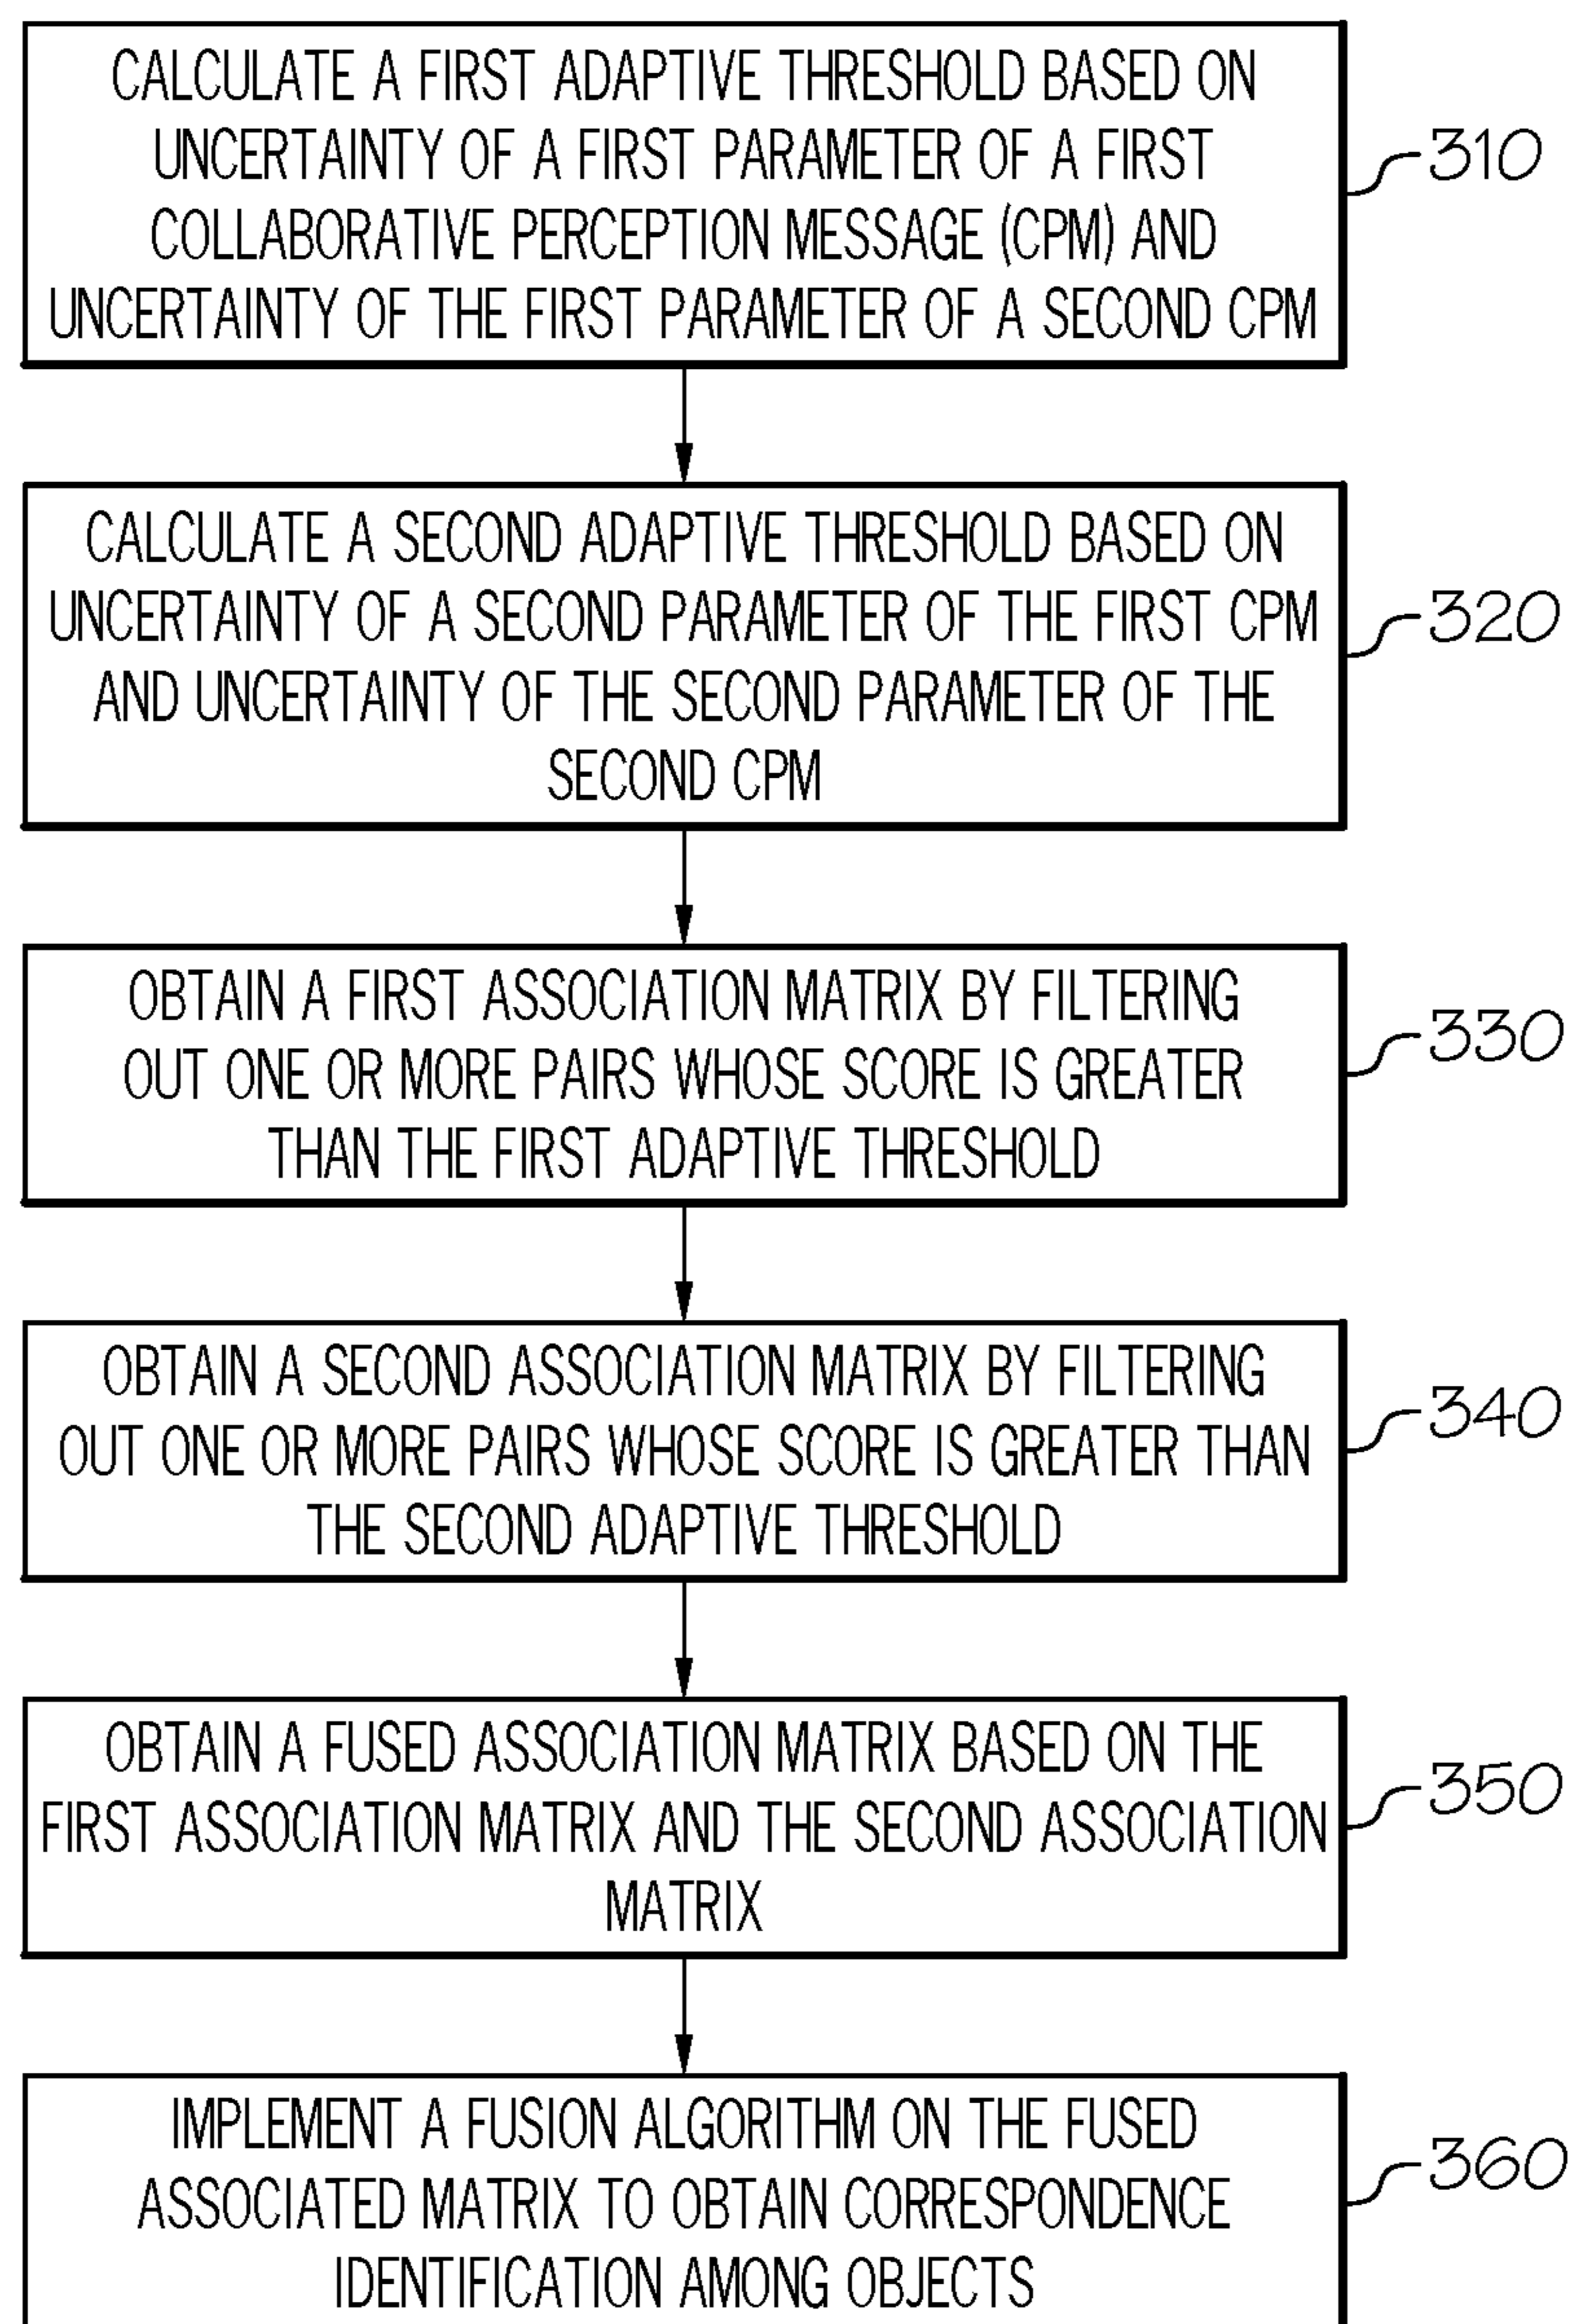 CALCULATE A FIRST ADAPTIVE THRESHOLD BASED ON
UNCERTAINTY OF A FIRST PARAMETER OF A FIRST
COLLABORATIVE PERCEPTION MESSAGE (CPM) AND
UNCERTAINTY OF THE FIRST PARAMETER OF A SECOND CPM
310
CALCULATE A SECOND ADAPTIVE THRESHOLD BASED ON
UNCERTAINTY OF A SECOND PARAMETER OF THE FIRST CPM
AND UNCERTAINTY OF THE SECOND PARAMETER OF THE
SECOND CPM
320
OBTAIN A FIRST ASSOCIATION MATRIX BY FILTERING
OUT ONE OR MORE PAIRS WHOSE SCORE IS GREATER
THAN THE FIRST ADAPTIVE THRESHOLD
330
OBTAIN A SECOND ASSOCIATION MATRIX BY FILTERING
OUT ONE OR MORE PAIRS WHOSE SCORE IS GREATER THAN
THE SECOND ADAPTIVE THRESHOLD
340
OBTAIN A FUSED ASSOCIATION MATRIX BASED ON THE
FIRST ASSOCIATION MATRIX AND THE SECOND ASSOCIATION
MATRIX
350
IMPLEMENT A FUSION ALGORITHM ON THE FUSED
ASSOCIATED MATRIX TO OBTAIN CORRESPONDENCE
IDENTIFICATION AMONG OBJECTS
360